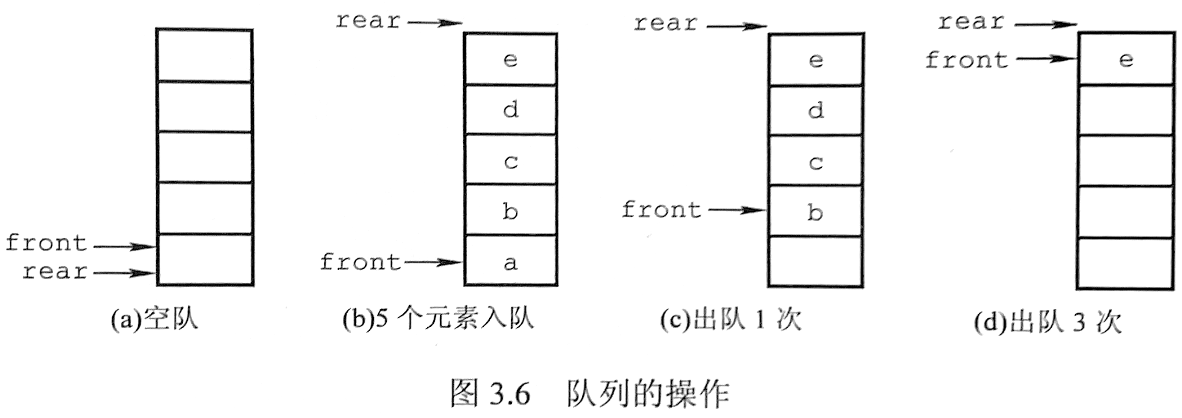 rear
e
d
c
b
front
a
front
rear
rear
e
d
c
front
b
rear
front
e
(a)空队
(b)5 个元素入队
(c)出队 1 次
(d)出队 3 次
图 3.6 队列的操作